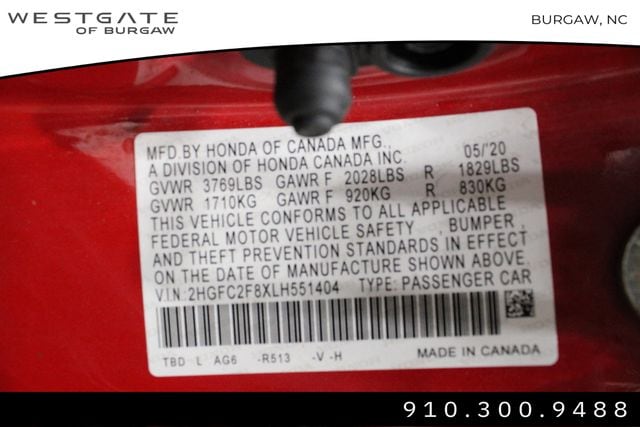 WESTGATE
OF BURGAW
BURGAW, NC
MFD.BY HONDA OF CANADA MFG., 05/'20
A DIVISION OF HONDA CANADA INC.
GVWR 3769LBS GAWR F 2028LBS R 1829LBS
GVWR 1710KG GAWR F 920KG R 830KG
THIS VEHICLE CONFORMS TO ALL APPLICABLE
FEDERAL MOTOR VEHICLE SAFETY , BUMPER ,
AND THEFT PREVENTION STANDARDS IN EFFECT
ON THE DATE OF MANUFACTURE SHOWN ABOVE.
V.I.N: 2HGFC2F8XLH551404 TYPE: PASSENGER CAR
TBD L AG6 -R513 -V-H MADE IN CANADA
910.300.9488